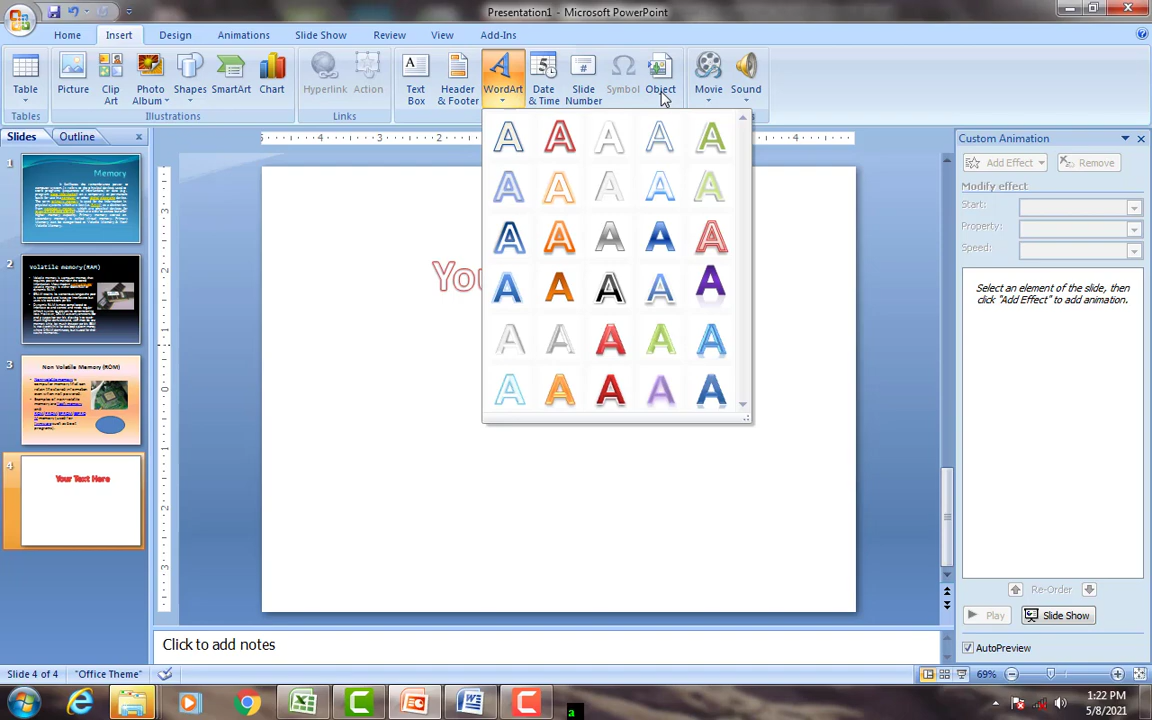 Presentation1 - Microsoft PowerPoint
Home Insert Design Animations Slide Show Review View Add-Ins
Table Picture Clip Art Photo Album Shapes SmartArt Chart Hyperlink Action Text Box Header & Footer WordArt Date & Time Slide Number Symbol Object Movie Sound
Tables Illustrations Links
Slides Outline
Custom Animation
Add Effect Remove
Modify effect
Start:
Property:
Speed:
Select an element of the slide, then
click "Add Effect" to add animation.
Re-Order
Play Slide Show
AutoPreview
1
Memory
2
Volatile memory(RAM)
3
Non Volatile Memory (ROM)
4
Your Text Here
You
Click to add notes
Slide 4 of 4 "Office Theme" 69%
1:22 PM
5/8/2021